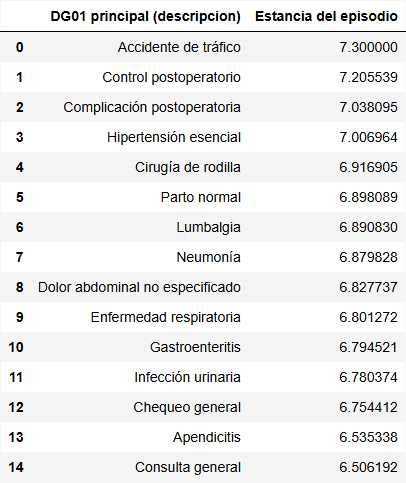 DG01 principal (descripcion) Estancia del episodio
0 Accidente de tráfico 7.300000
1 Control postoperatorio 7.205539
2 Complicación postoperatoria 7.038095
3 Hipertensión esencial 7.006964
4 Cirugía de rodilla 6.916905
5 Parto normal 6.898089
6 Lumbalgia 6.890830
7 Neumonía 6.879828
8 Dolor abdominal no especificado 6.827737
9 Enfermedad respiratoria 6.801272
10 Gastroenteritis 6.794521
11 Infección urinaria 6.780374
12 Chequeo general 6.754412
13 Apendicitis 6.535338
14 Consulta general 6.506192